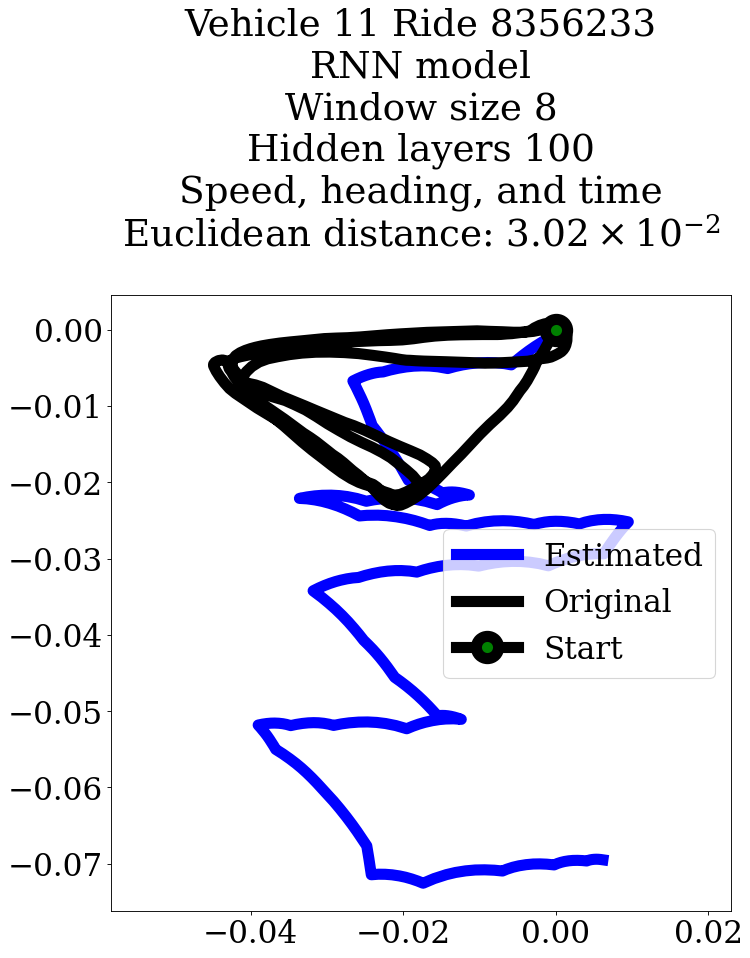 Vehicle 11 Ride 8356233
RNN model
Window size 8
Hidden layers 100
Speed, heading, and time
Euclidean distance: 3.02 × 10⁻²
0.00
−0.01
−0.02
−0.03
−0.04
−0.05
−0.06
−0.07
Estimated
Original
Start
−0.04
−0.02
0.00
0.02